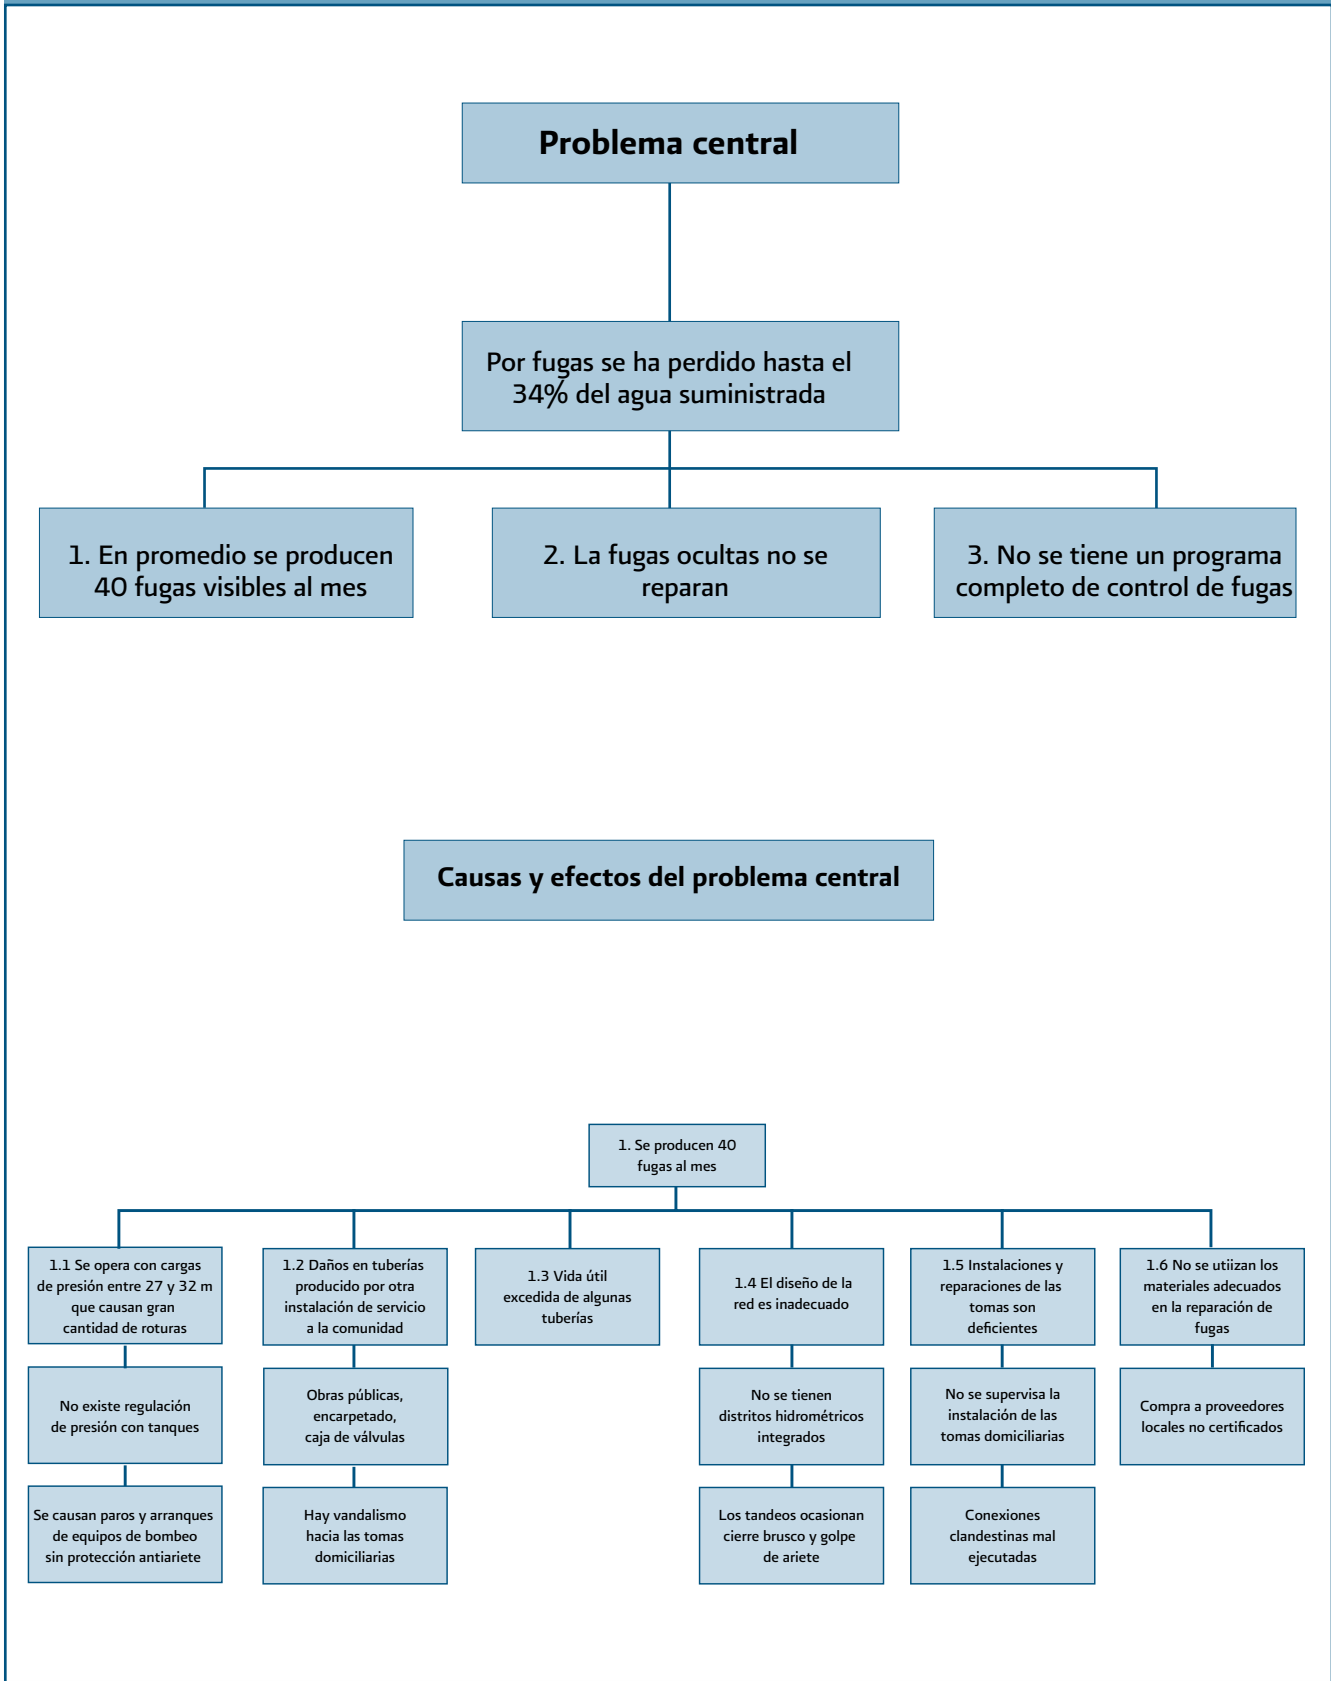 Problema central
Por fugas se ha perdido hasta el
34% del agua suministrada
1. En promedio se producen
40 fugas visibles al mes
2. La fugas ocultas no se
reparan
3. No se tiene un programa
completo de control de fugas
Causas y efectos del problema central
1. Se producen 40
fugas al mes
1.1 Se opera con cargas
de presión entre 27 y 32 m
que causan gran
cantidad de roturas
1.2 Daños en tuberías
producido por otra
instalación de servicio
a la comunidad
1.3 Vida útil
excedida de algunas
tuberías
1.4 El diseño de la
red es inadecuado
1.5 Instalaciones y
reparaciones de las
tomas son
deficientes
1.6 No se utiizan los
materiales adecuados
en la reparación de
fugas
No existe regulación
de presión con tanques
Obras públicas,
encarpetado,
caja de válvulas
No se tienen
distritos hidrométricos
integrados
No se supervisa la
instalación de las
tomas domiciliarias
Compra a proveedores
locales no certificados
Se causan paros y arranques
de equipos de bombeo
sin protección antiariete
Hay vandalismo
hacia las tomas
domiciliarias
Los tandeos ocasionan
cierre brusco y golpe
de ariete
Conexiones
clandestinas mal
ejecutadas